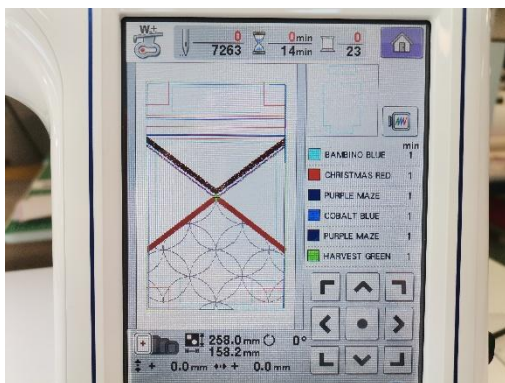 W±
0 0min 0
7263 14min 23
min
BAMBINO BLUE 1
CHRISTMAS RED 1
PURPLE MAZE 1
COBALT BLUE 1
PURPLE MAZE 1
HARVEST GREEN 1
258.0mm 0°
158.2mm
+ 0.0mm + 0.0mm